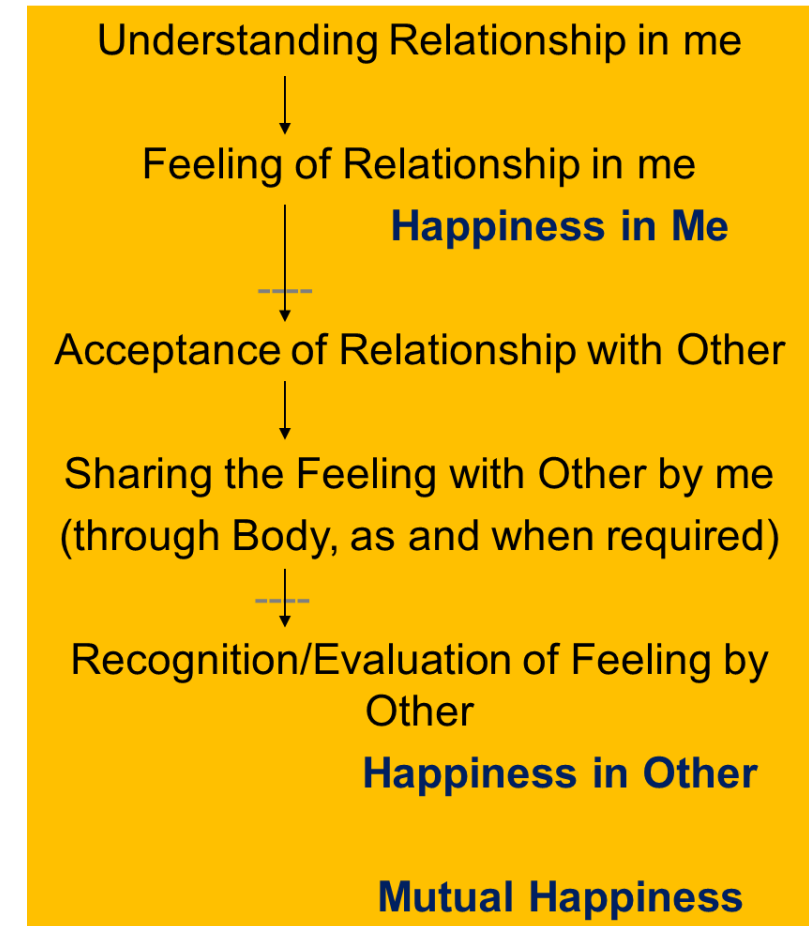 Understanding Relationship in me
Feeling of Relationship in me
Happiness in Me
Acceptance of Relationship with Other
Sharing the Feeling with Other by me
(through Body, as and when required)
Recognition/Evaluation of Feeling by
Other
Happiness in Other
Mutual Happiness